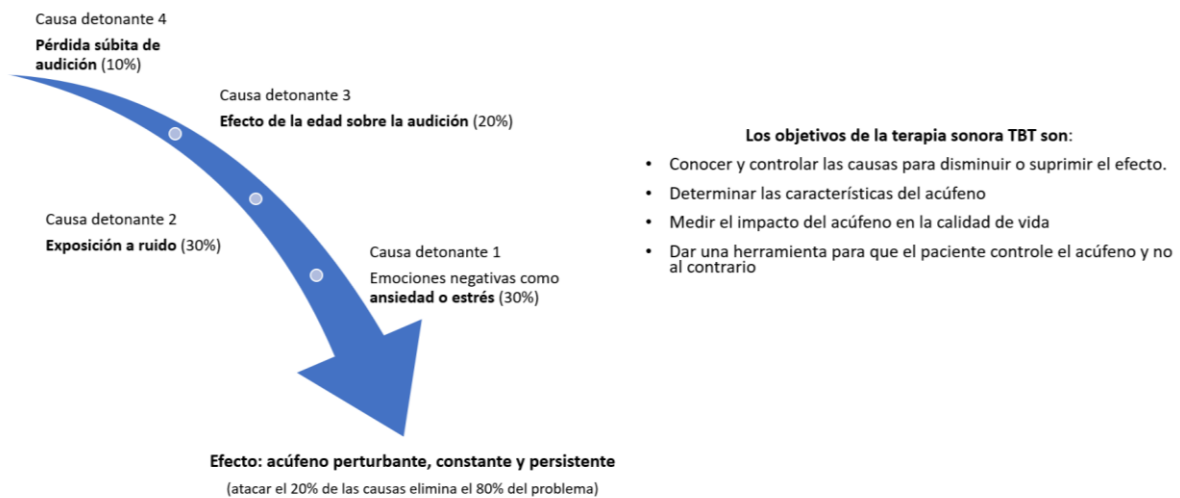 Causa detonante 4
Pérdida súbita de
audición (10%)
Causa detonante 3
Efecto de la edad sobre la audición (20%)
Causa detonante 2
Exposición a ruido (30%)
Causa detonante 1
Emociones negativas como
ansiedad o estrés (30%)
Efecto: acúfeno perturbante, constante y persistente
(atacar el 20% de las causas elimina el 80% del problema)
Los objetivos de la terapia sonora TBT son:
• Conocer y controlar las causas para disminuir o suprimir el efecto.
• Determinar las características del acúfeno
• Medir el impacto del acúfeno en la calidad de vida
• Dar una herramienta para que el paciente controle el acúfeno y no
al contrario